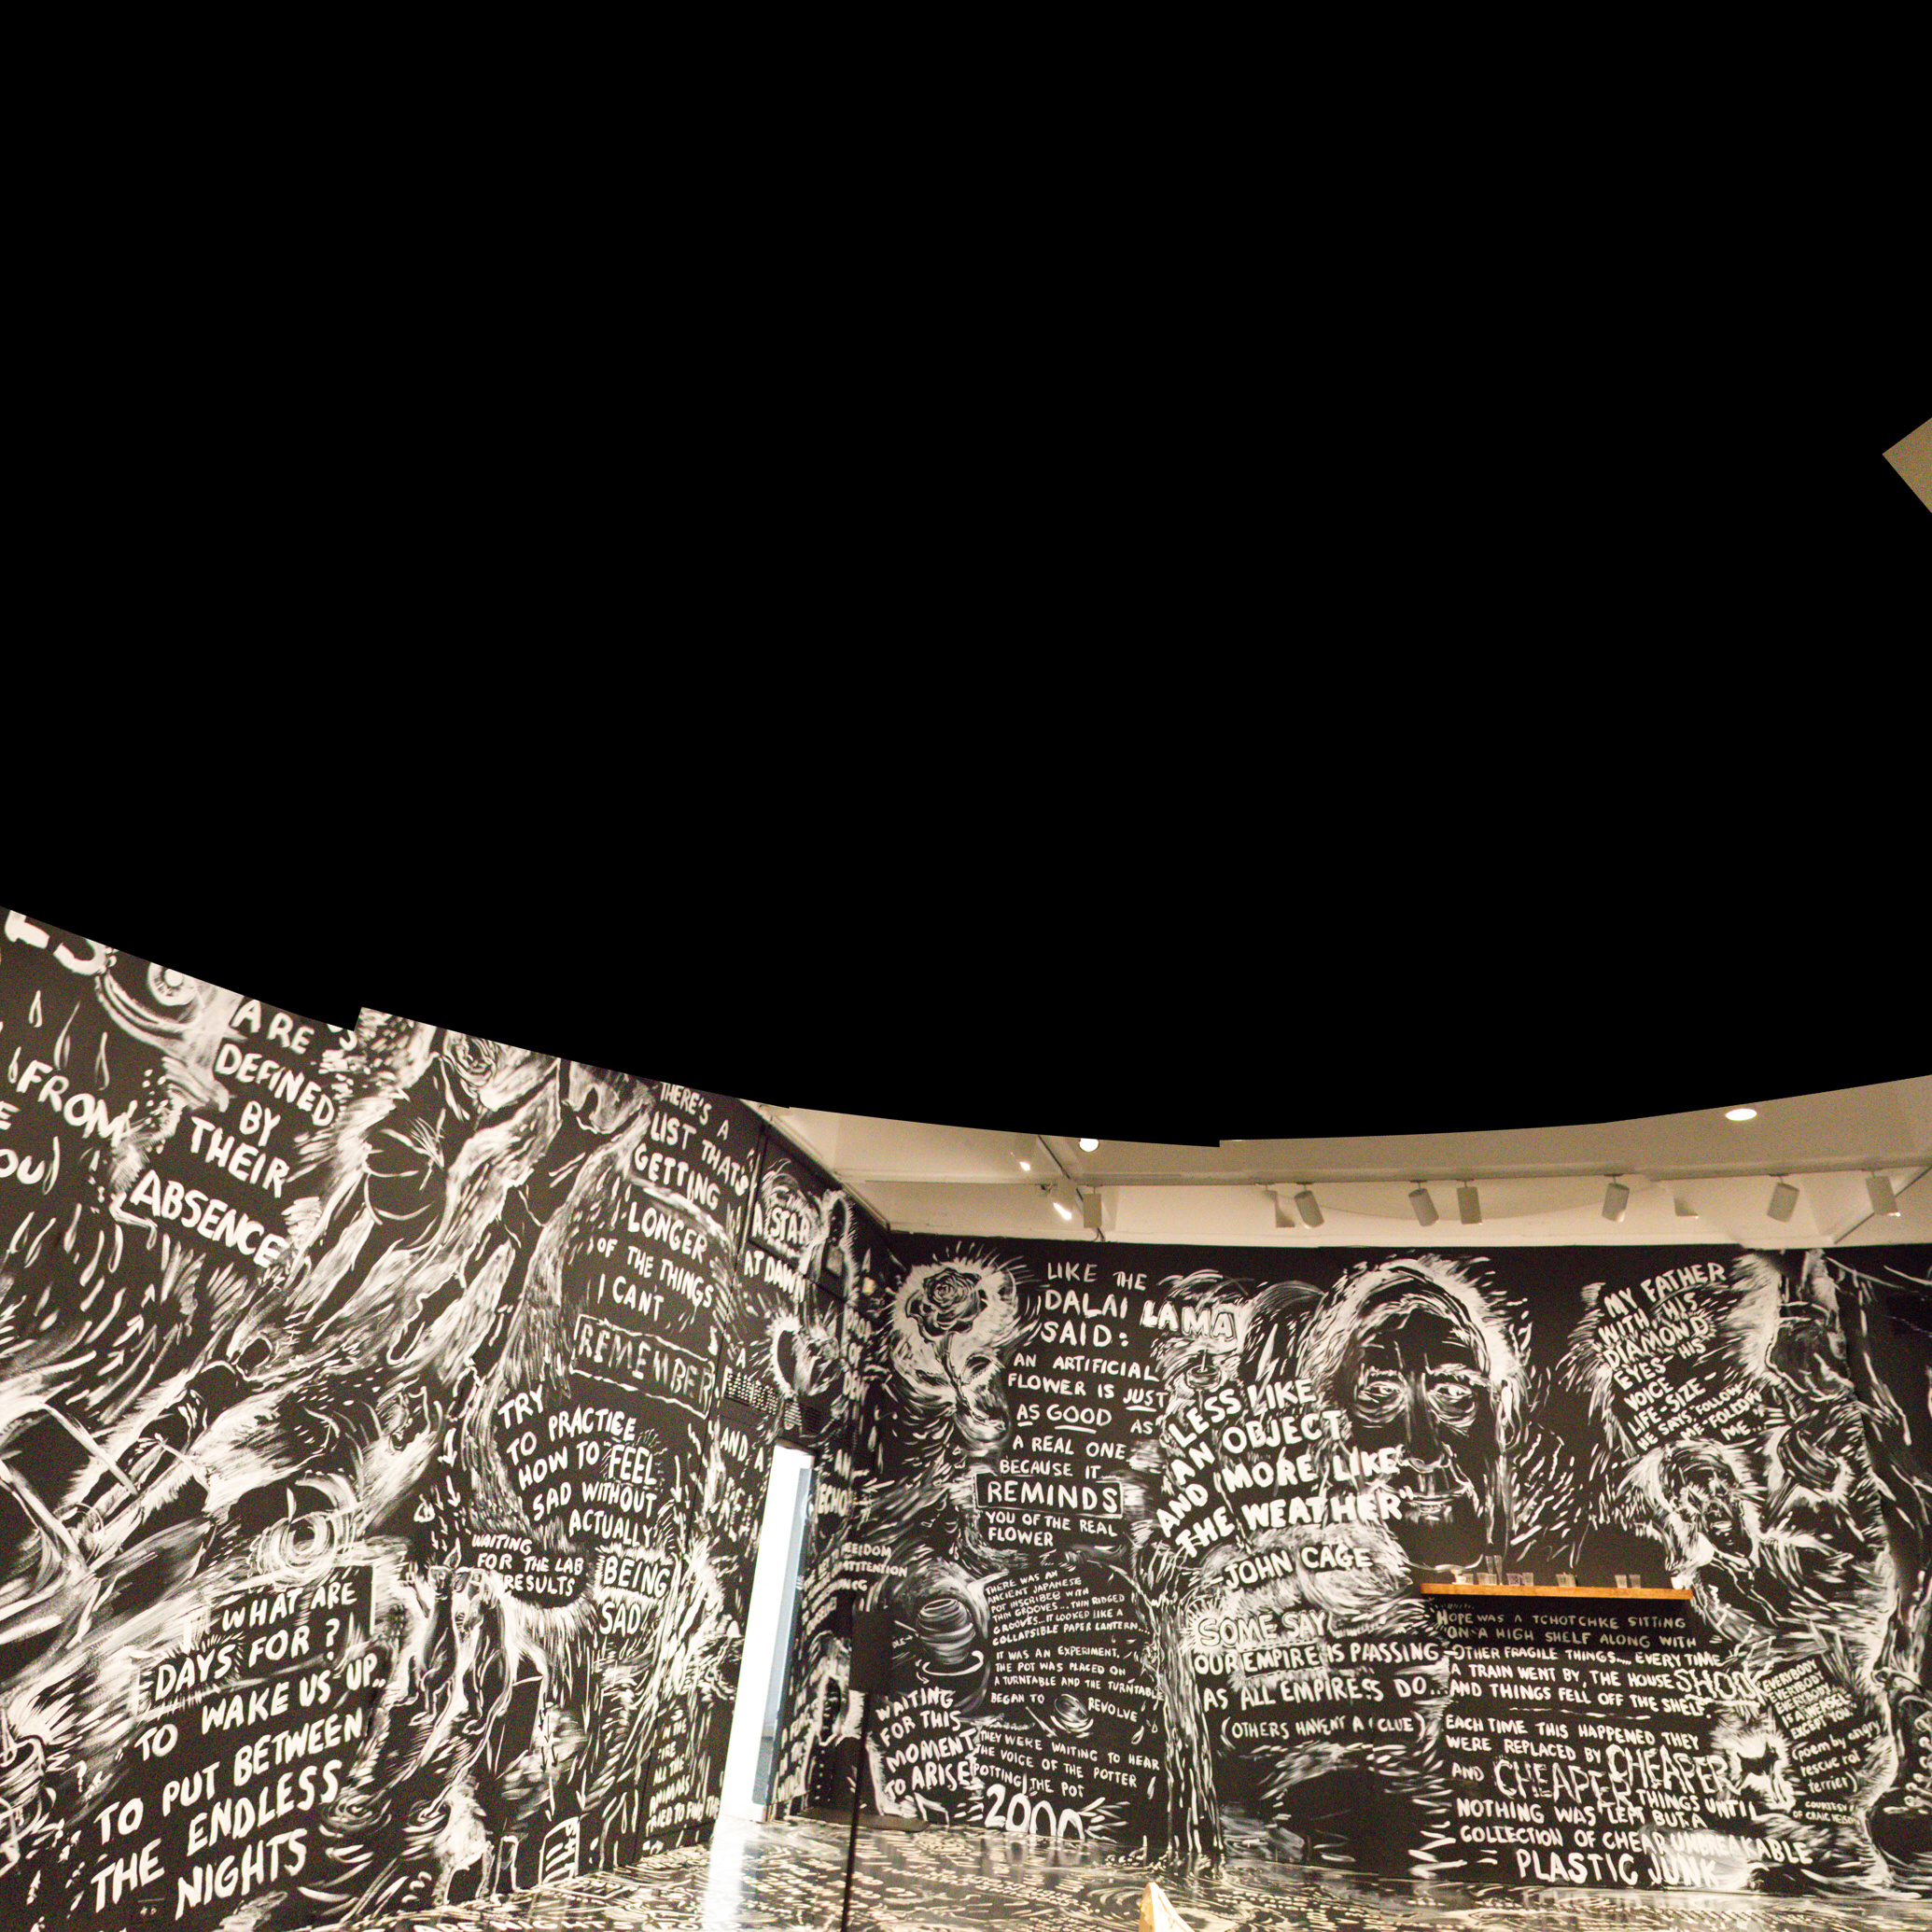 ARE
DEFINED
BY
THEIR
ABSENCE
FROM
WHAT ARE
DAYS FOR?
TO WAKE US UP..
TO PUT BETWEEN
THE ENDLESS
NIGHTS
THERE'S A
LIST THAT'S
GETTING
LONGER
OF THE THINGS
I CANT
REMEMBER
TRY
TO PRACTICE
HOW TO FEEL
SAD WITHOUT
ACTUALLY
BEING
SAD
WAITING
FOR THE LAB
RESULTS
A STAR
AT DAWN
AND A
ECHO
LIKE THE
DALAI LAMA
SAID:
AN ARTIFICIAL
FLOWER IS JUST
AS GOOD AS
A REAL ONE
BECAUSE IT
REMINDS
YOU OF THE REAL
FLOWER
THERE WAS AN
ANCIENT JAPANESE
POT INSCRIBED WITH
THIN GROOVES... THIN RIDGED
GROOVES... IT LOOKED LIKE A
COLLAPSIBLE PAPER LANTERN...
IT WAS AN EXPERIMENT.
THE POT WAS PLACED ON
A TURNTABLE AND THE TURNTABLE
BEGAN TO REVOLVE
THEY WERE WAITING TO HEAR
THE VOICE OF THE POTTER
POTTING THE POT
2000
WAITING
FOR THIS
MOMENT
TO ARISE
"LESS LIKE
AN OBJECT
AND MORE LIKE
THE WEATHER"
-JOHN CAGE
SOME SAY
OUR EMPIRE IS PASSING
AS ALL EMPIRES DO...
(OTHERS HAVEN'T A CLUE)
MY FATHER
WITH HIS
DIAMOND
EYES- HIS
VOICE
LIFE-SIZE-
HE SAYS "FOLLOW
ME- FOLLOW
ME..."
HOPE WAS A TCHOTCHKE SITTING
ON A HIGH SHELF ALONG WITH
OTHER FRAGILE THINGS.... EVERY TIME
A TRAIN WENT BY, THE HOUSE SHOOK
AND THINGS FELL OFF THE SHELF.
EACH TIME THIS HAPPENED THEY
WERE REPLACED BY CHEAPER
AND CHEAPER THINGS UNTIL
NOTHING WAS LEFT BUT A
COLLECTION OF CHEAP UNBREAKABLE
PLASTIC JUNK
EVERYBODY
EVERYBODY
EVERYBODY
IS A WEASEL
EXCEPT YOU!
(poem by angry
rescue rat
terrier)
COURTESY